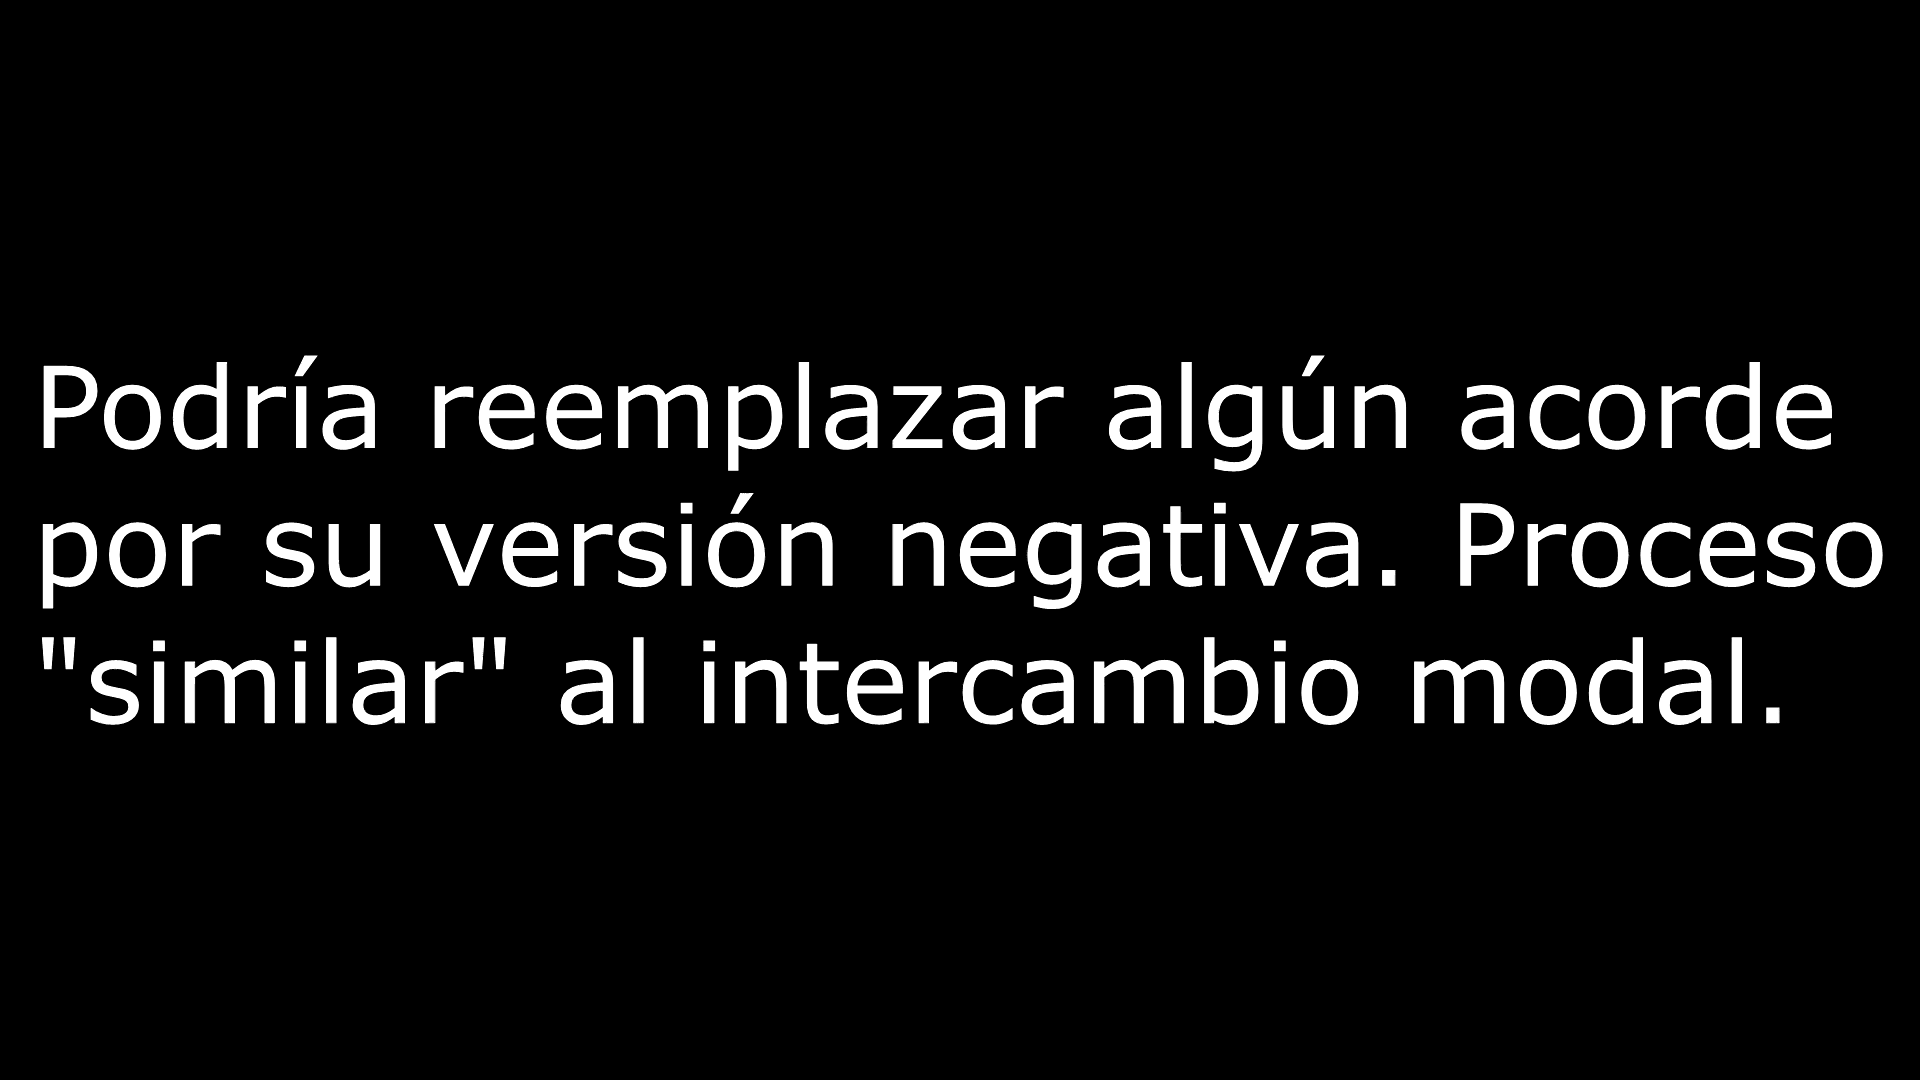 Podría reemplazar algún acorde
por su versión negativa. Proceso
"similar" al intercambio modal.